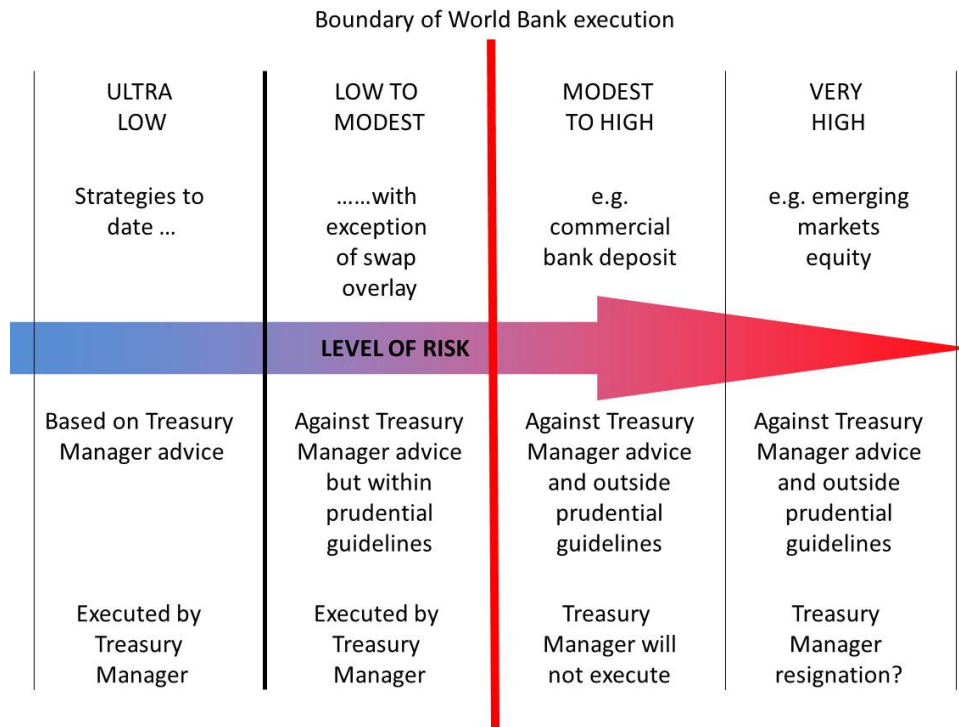 Boundary of World Bank execution
ULTRA
LOW
LOW TO
MODEST
MODEST
TO HIGH
VERY
HIGH
Strategies to
date ...
......with
exception
of swap
overlay
e.g.
commercial
bank deposit
e.g. emerging
markets
equity
LEVEL OF RISK
Based on Treasury
Manager advice
Against Treasury
Manager advice
but within
prudential
guidelines
Against Treasury
Manager advice
and outside
prudential
guidelines
Against Treasury
Manager advice
and outside
prudential
guidelines
Executed by
Treasury
Manager
Executed by
Treasury
Manager
Treasury
Manager will
not execute
Treasury
Manager
resignation?